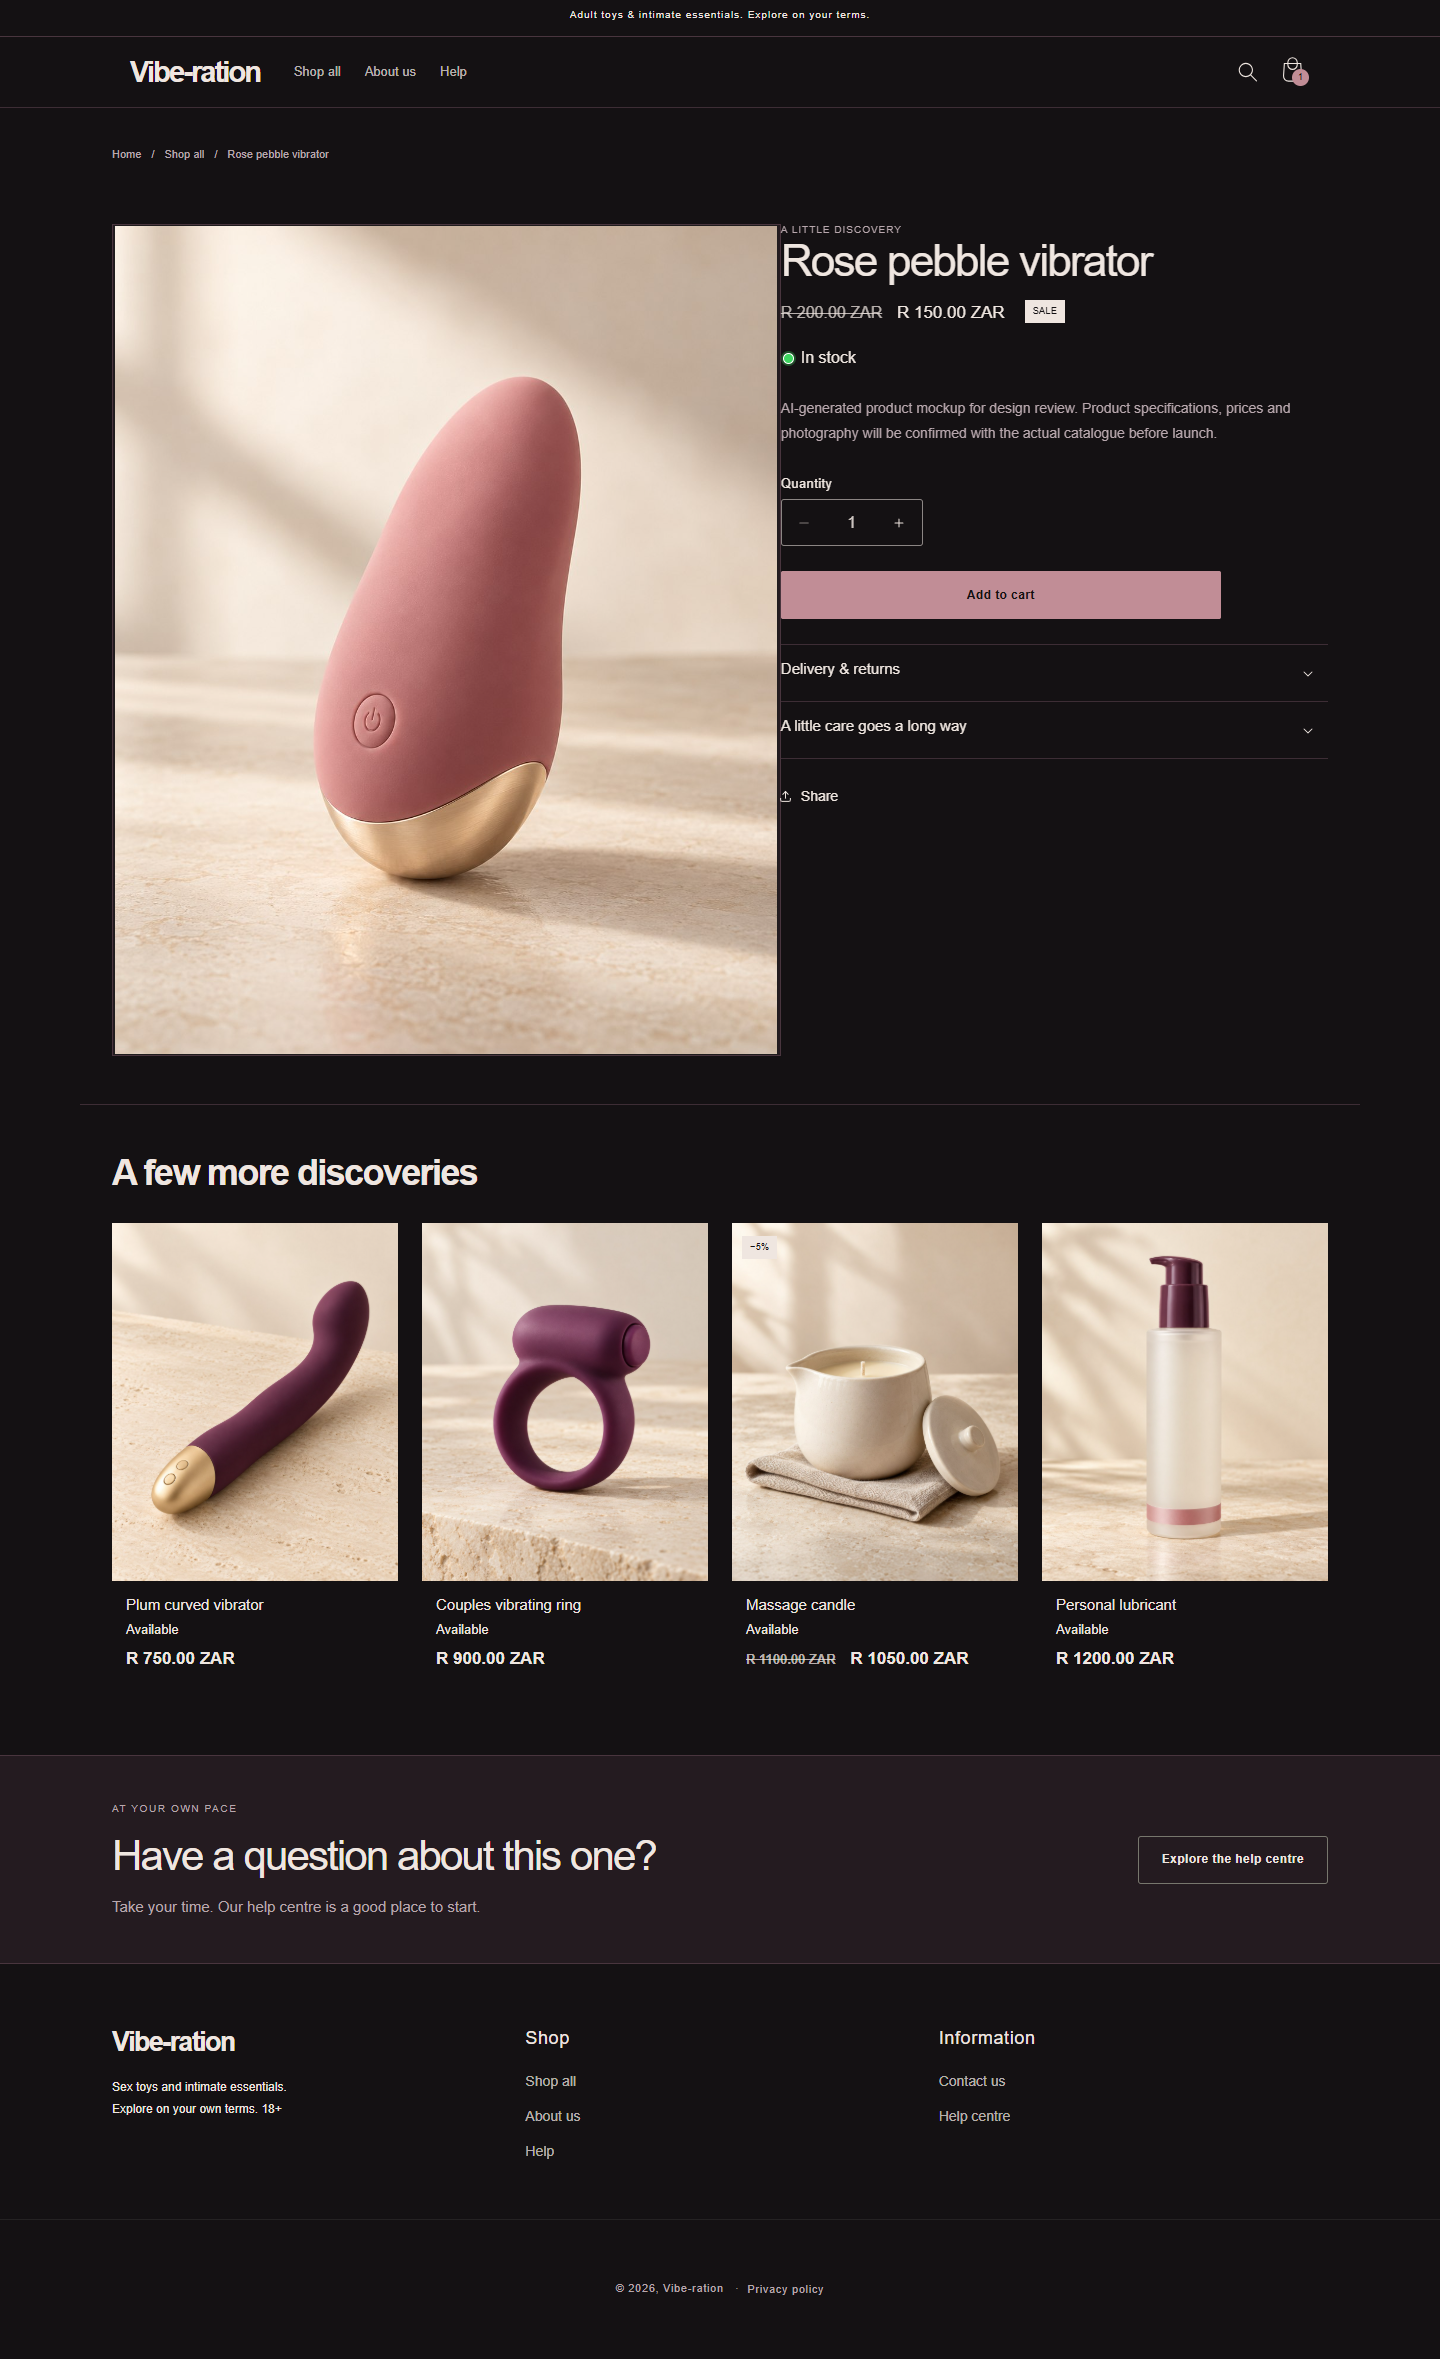 Adult toys & intimate essentials. Explore on your terms.
Vibe-ration
Shop all
About us
Help
1
Home / Shop all / Rose pebble vibrator
A LITTLE DISCOVERY
Rose pebble vibrator
R 200.00 ZAR R 150.00 ZAR SALE
In stock
AI-generated product mockup for design review. Product specifications, prices and
photography will be confirmed with the actual catalogue before launch.
Quantity
− 1 +
Add to cart
Delivery & returns
A little care goes a long way
Share
A few more discoveries
−5%
Plum curved vibrator
Available
R 750.00 ZAR
Couples vibrating ring
Available
R 900.00 ZAR
Massage candle
Available
R 1100.00 ZAR R 1050.00 ZAR
Personal lubricant
Available
R 1200.00 ZAR
AT YOUR OWN PACE
Have a question about this one?
Take your time. Our help centre is a good place to start.
Explore the help centre
Vibe-ration
Sex toys and intimate essentials.
Explore on your own terms. 18+
Shop
Shop all
About us
Help
Information
Contact us
Help centre
© 2026, Vibe-ration · Privacy policy